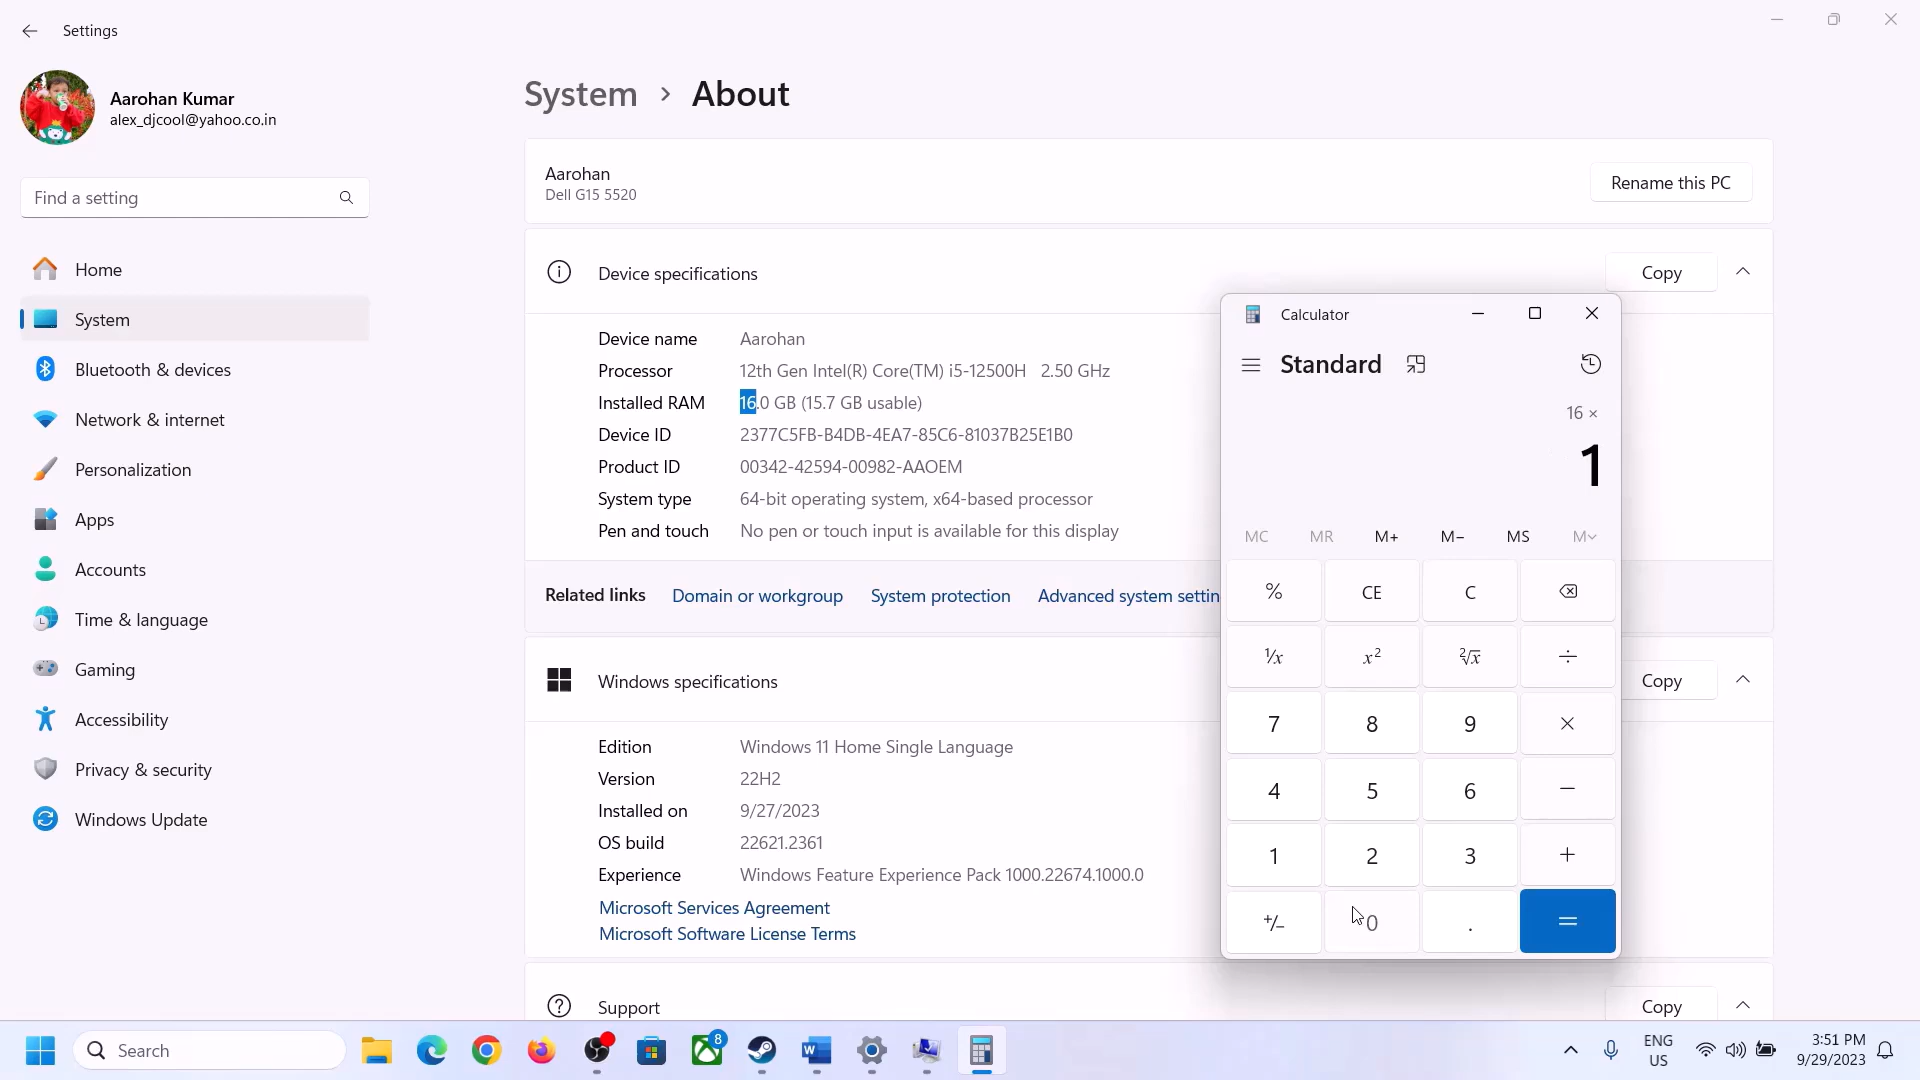 Settings
Aarohan Kumar
alex_djcool@yahoo.co.in
Find a setting
Home
System
Bluetooth & devices
Network & internet
Personalization
Apps
Accounts
Time & language
Gaming
Accessibility
Privacy & security
Windows Update
System > About
Aarohan
Dell G15 5520
Rename this PC
Device specifications
Copy
Device name Aarohan
Processor 12th Gen Intel(R) Core(TM) i5-12500H 2.50 GHz
Installed RAM 16.0 GB (15.7 GB usable)
Device ID 2377C5FB-B4DB-4EA7-85C6-81037B25E1B0
Product ID 00342-42594-00982-AAOEM
System type 64-bit operating system, x64-based processor
Pen and touch No pen or touch input is available for this display
Related links Domain or workgroup System protection Advanced system settin
Windows specifications
Copy
Edition Windows 11 Home Single Language
Version 22H2
Installed on 9/27/2023
OS build 22621.2361
Experience Windows Feature Experience Pack 1000.22674.1000.0
Microsoft Services Agreement
Microsoft Software License Terms
Support
Copy
Calculator
Standard
16 ×
1
MC MR M+ M− MS M
% CE C
¹⁄x x² ²√x ÷
7 8 9 ×
4 5 6 −
1 2 3 +
+/− 0 . =
Search
8
ENG
US
3:51 PM
9/29/2023